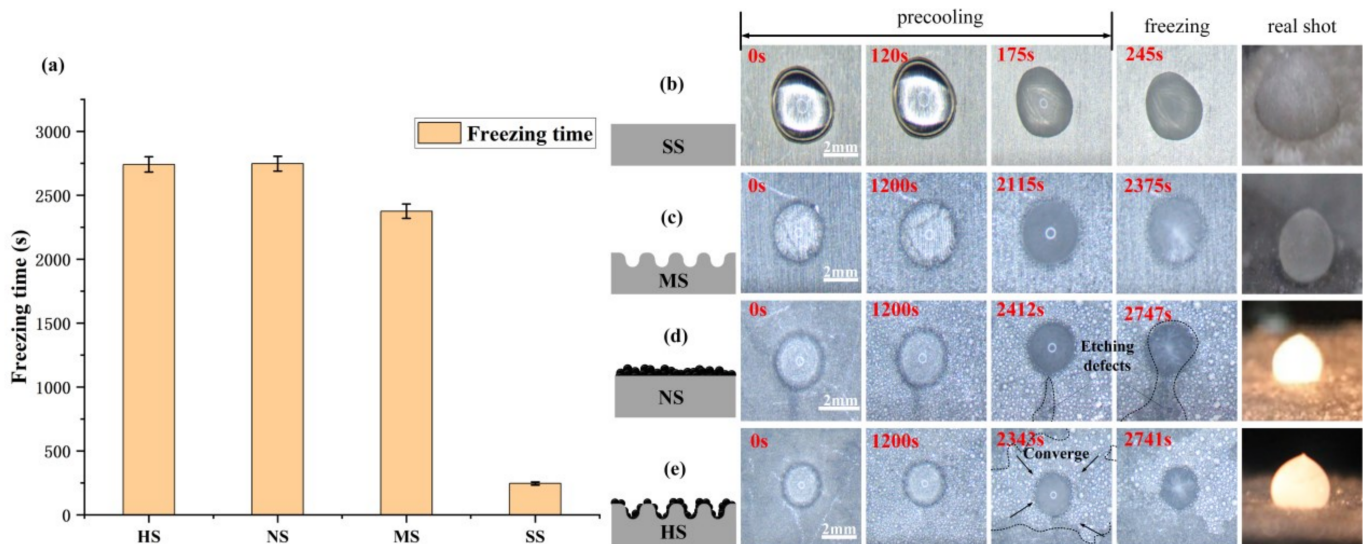 precooling freezing real shot
(a)
Freezing time (s)
3000
2500
2000
1500
1000
500
0
HS NS MS SS
Freezing time
(b)
SS
0s 120s 175s 245s
2mm
(c)
MS
0s 1200s 2115s 2375s
2mm
(d)
NS
0s 1200s 2412s 2747s
Etching
defects
2mm
(e)
HS
0s 1200s 2343s 2741s
Converge
2mm